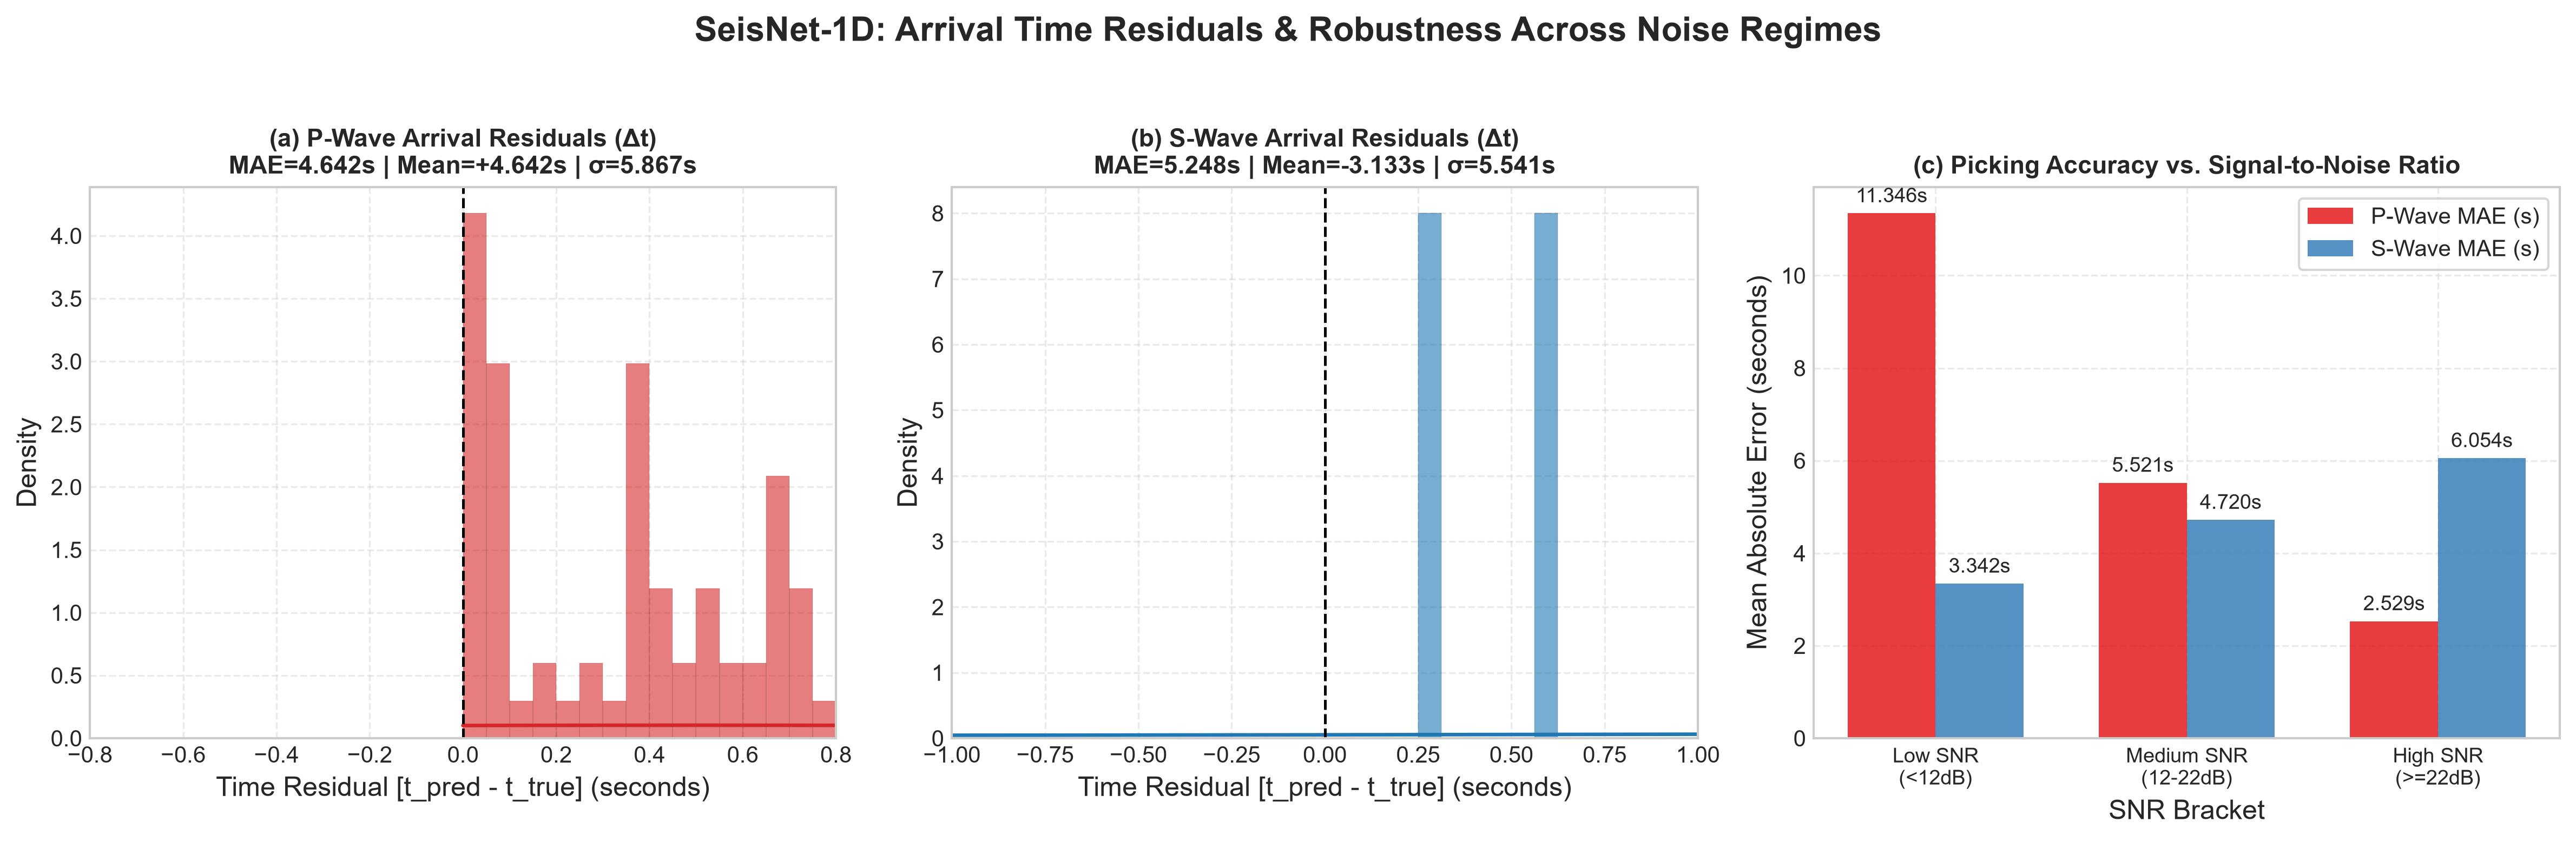 SeisNet-1D: Arrival Time Residuals & Robustness Across Noise Regimes
(a) P-Wave Arrival Residuals (Δt)
MAE=4.642s | Mean=+4.642s | σ=5.867s
Density
4.0
3.5
3.0
2.5
2.0
1.5
1.0
0.5
0.0
−0.8 −0.6 −0.4 −0.2 0.0 0.2 0.4 0.6 0.8
Time Residual [t_pred - t_true] (seconds)
(b) S-Wave Arrival Residuals (Δt)
MAE=5.248s | Mean=-3.133s | σ=5.541s
Density
8
7
6
5
4
3
2
1
0
−1.00 −0.75 −0.50 −0.25 0.00 0.25 0.50 0.75 1.00
Time Residual [t_pred - t_true] (seconds)
(c) Picking Accuracy vs. Signal-to-Noise Ratio
P-Wave MAE (s)
S-Wave MAE (s)
Mean Absolute Error (seconds)
10
8
6
4
2
0
11.346s
3.342s
5.521s
4.720s
2.529s
6.054s
Low SNR
(<12dB)
Medium SNR
(12-22dB)
High SNR
(>=22dB)
SNR Bracket